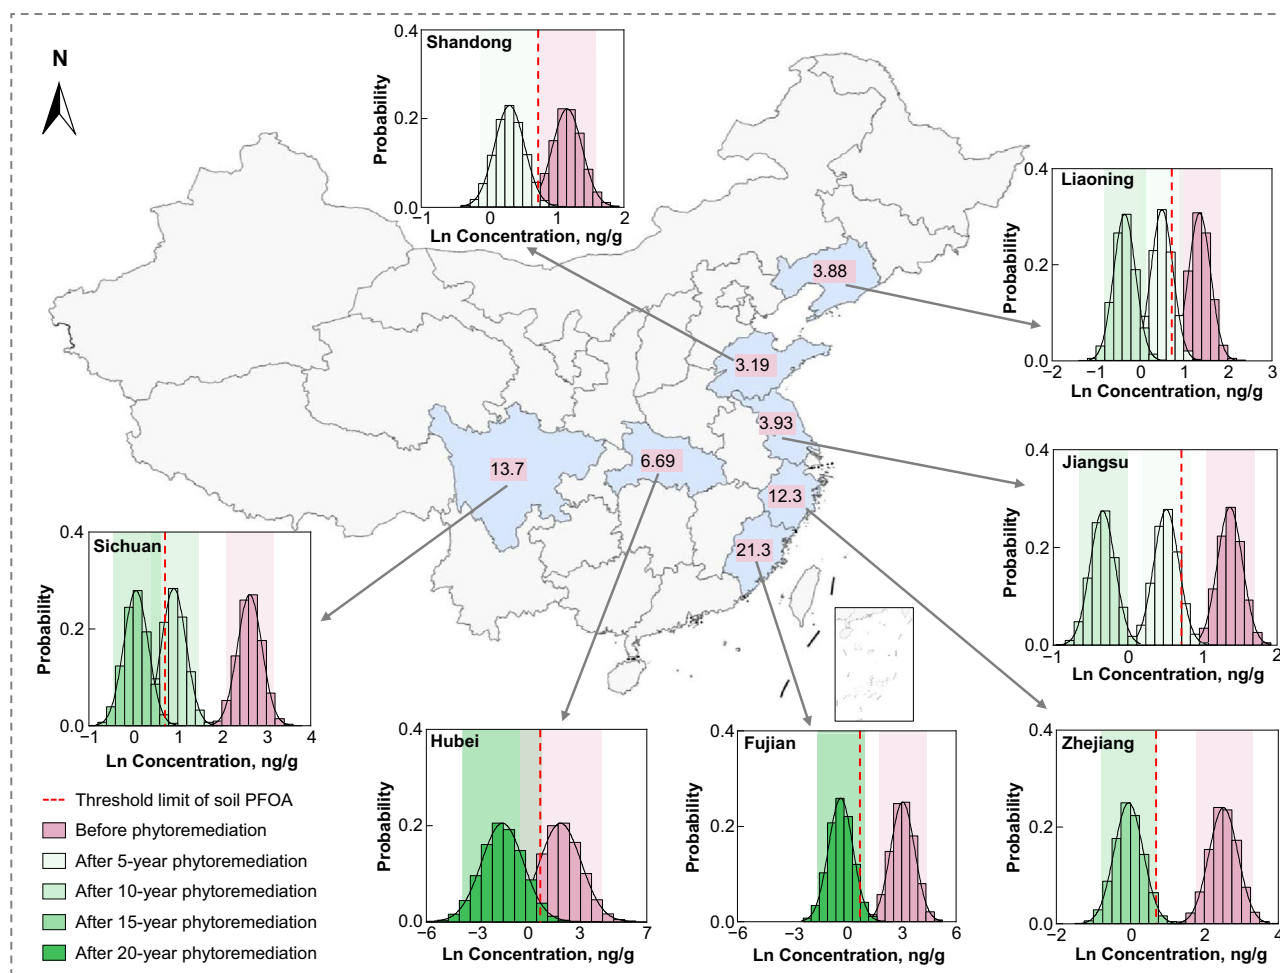 N
Shandong
0.4
0.2
0.0
Probability
−1
0
1
2
Ln Concentration, ng/g
Liaoning
0.4
0.2
0.0
Probability
−2
−1
0
1
2
3
Ln Concentration, ng/g
3.88
3.19
3.93
13.7
6.69
12.3
21.3
Jiangsu
0.4
0.2
0.0
Probability
−1
0
1
2
Ln Concentration, ng/g
Sichuan
0.4
0.2
0.0
Probability
−1
0
1
2
3
4
Ln Concentration, ng/g
Hubei
0.4
0.2
0.0
Probability
−6
−3
0
3
7
Ln Concentration, ng/g
Fujian
0.4
0.2
0.0
Probability
−6
−3
0
3
6
Ln Concentration, ng/g
Zhejiang
0.4
0.2
0.0
Probability
−2
0
2
4
Ln Concentration, ng/g
Threshold limit of soil PFOA
Before phytoremediation
After 5-year phytoremediation
After 10-year phytoremediation
After 15-year phytoremediation
After 20-year phytoremediation